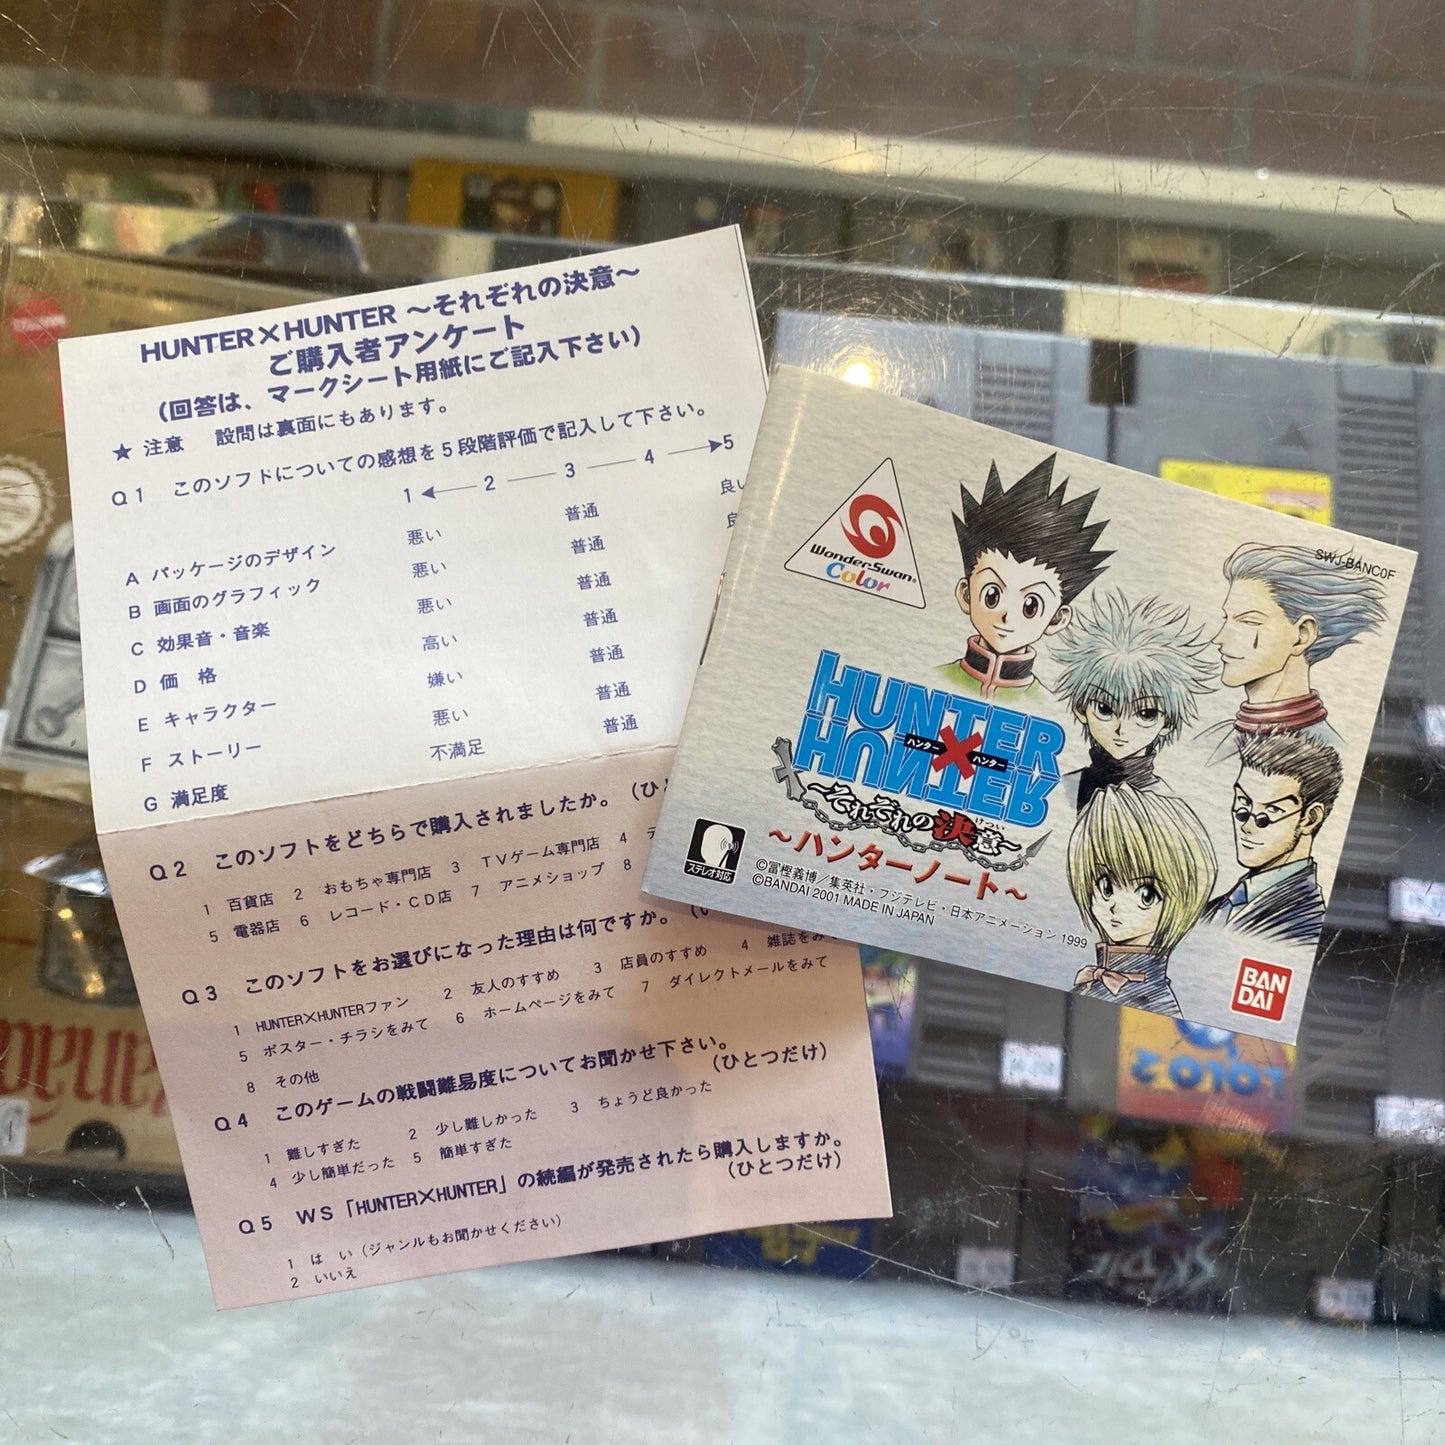 HUNTER×HUNTER ～それぞれの決意～
ご購入者アンケート
(回答は、マークシート用紙にご記入下さい)
★ 注意 設問は裏面にもあります。
Q1 このソフトについての感想を5段階評価で記入して下さい。
1 2 3 4 5
A パッケージのデザイン 悪い 普通 良い
B 画面のグラフィック 悪い 普通
C 効果音・音楽 悪い 普通
D 価 格 高い 普通
E キャラクター 嫌い 普通
F ストーリー 悪い 普通
G 満足度 不満足 普通
Q2 このソフトをどちらで購入されましたか。(ひ
1 百貨店 2 おもちゃ専門店 3 TVゲーム専門店 4 デ
5 電器店 6 レコード・CD店 7 アニメショップ 8
Q3 このソフトをお選びになった理由は何ですか。
1 HUNTER×HUNTERファン 2 友人のすすめ 3 店員のすすめ 4 雑誌をみて
5 ポスター・チラシをみて 6 ホームページをみて 7 ダイレクトメールをみて
8 その他
Q4 このゲームの戦闘難易度についてお聞かせ下さい。
(ひとつだけ)
1 難しすぎた 2 少し難しかった 3 ちょうど良かった
4 少し簡単だった 5 簡単すぎた
Q5 WS「HUNTER×HUNTER」の続編が発売されたら購入しますか。
(ひとつだけ)
1 は い (ジャンルもお聞かせください)
2 いいえ
WonderSwan
Color
SWJ-BANC0F
HUNTER
ハンター×ハンター
HUNTER
～それぞれの決意～
けつい
～ハンターノート～
ステレオ対応
©冨樫義博／集英社・フジテレビ・日本アニメーション 1999
©BANDAI 2001 MADE IN JAPAN
BAN
DAI
LOLO 2